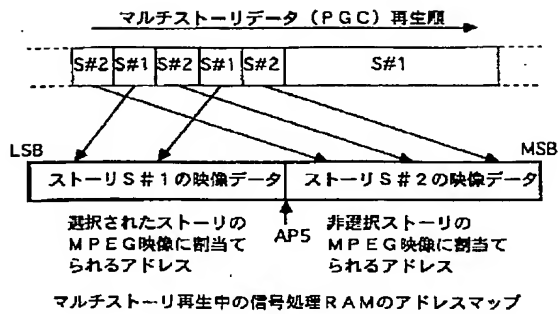 マルチストーリデータ（PGC）再生順
S#2 S#1 S#2 S#1 S#2 S#1
LSB MSB
ストーリS#1の映像データ ストーリS#2の映像データ
選択されたストーリの
MPEG映像に割当て
られるアドレス
AP5
非選択ストーリの
MPEG映像に割当て
られるアドレス
マルチストーリ再生中の信号処理RAMのアドレスマップ